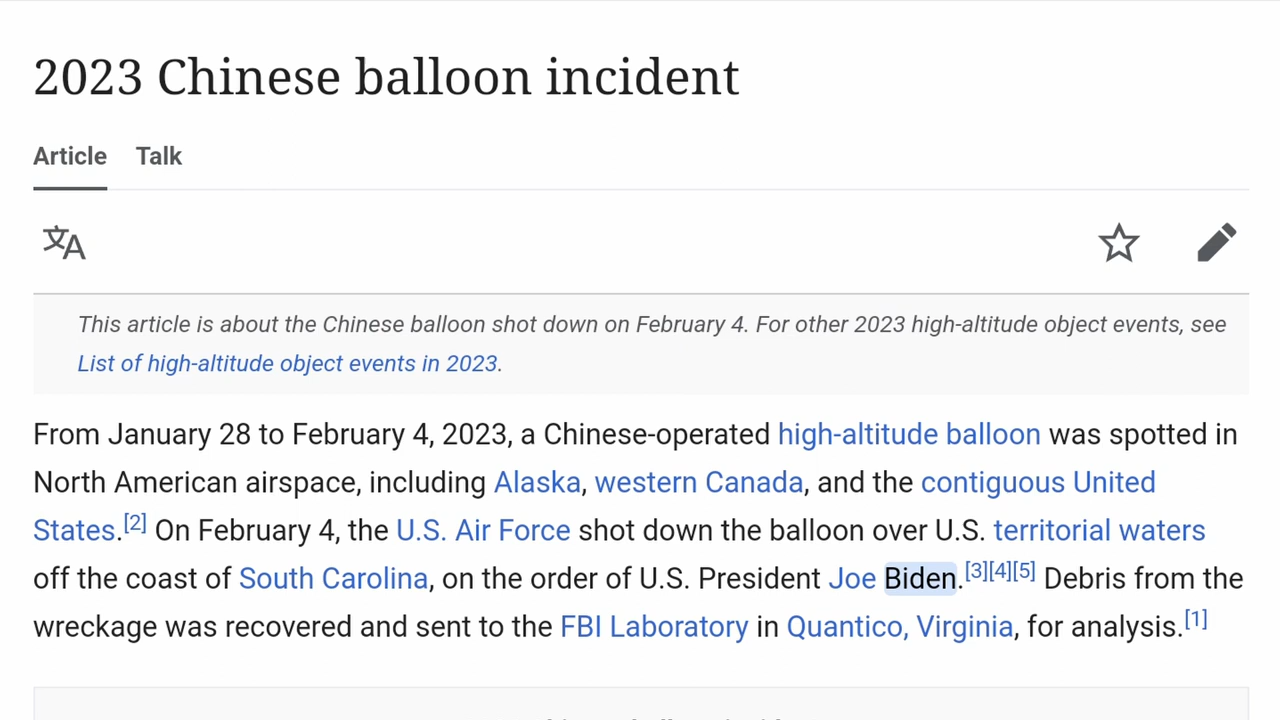 2023 Chinese balloon incident
Article Talk
This article is about the Chinese balloon shot down on February 4. For other 2023 high-altitude object events, see
List of high-altitude object events in 2023.
From January 28 to February 4, 2023, a Chinese-operated high-altitude balloon was spotted in
North American airspace, including Alaska, western Canada, and the contiguous United
States.[2] On February 4, the U.S. Air Force shot down the balloon over U.S. territorial waters
off the coast of South Carolina, on the order of U.S. President Joe Biden.[3][4][5] Debris from the
wreckage was recovered and sent to the FBI Laboratory in Quantico, Virginia, for analysis.[1]